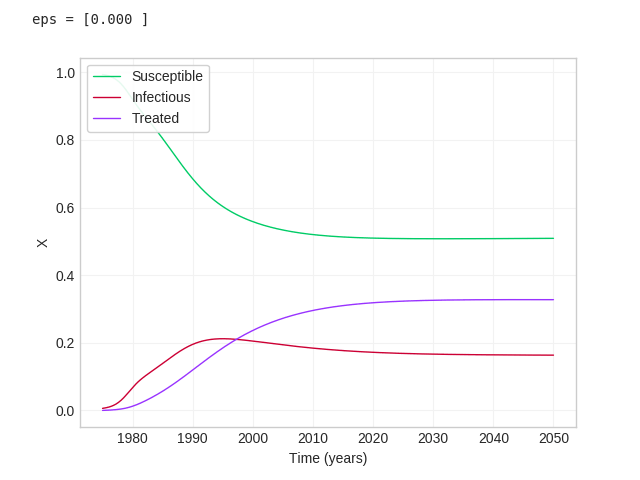 eps = [0.000 ]
1.0
0.8
0.6
0.4
0.2
0.0
X
Susceptible
Infectious
Treated
1980 1990 2000 2010 2020 2030 2040 2050
Time (years)